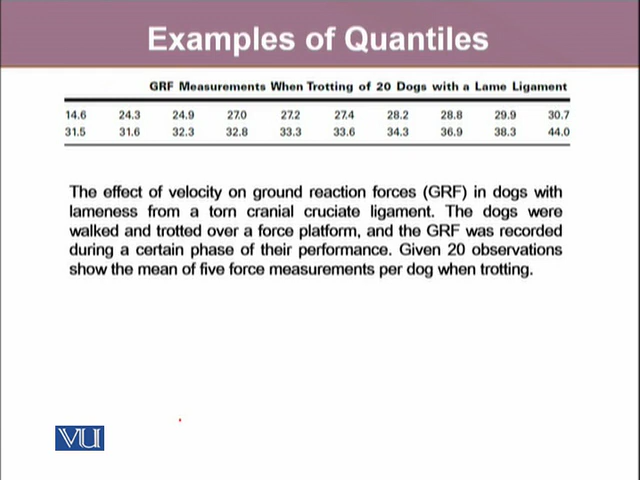 Examples of Quantiles
GRF Measurements When Trotting of 20 Dogs with a Lame Ligament
14.6 24.3 24.9 27.0 27.2 27.4 28.2 28.8 29.9 30.7
31.5 31.6 32.3 32.8 33.3 33.6 34.3 36.9 38.3 44.0
The effect of velocity on ground reaction forces (GRF) in dogs with
lameness from a torn cranial cruciate ligament. The dogs were
walked and trotted over a force platform, and the GRF was recorded
during a certain phase of their performance. Given 20 observations
show the mean of five force measurements per dog when trotting.
VU